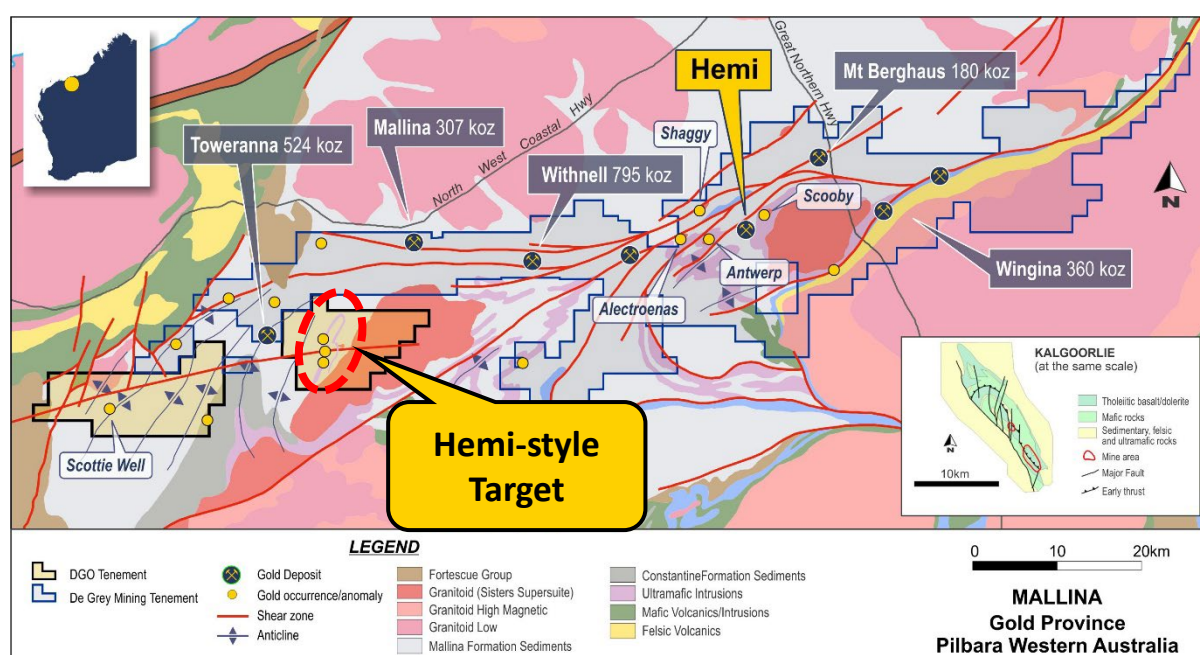 Hemi
Mt Berghaus 180 koz
Great Northern Hwy
Shaggy
Mallina 307 koz
North West Coastal Hwy
Toweranna 524 koz
Withnell 795 koz
Scooby
N
Antwerp
Wingina 360 koz
Alectroenas
Hemi-style
Target
Scottie Well
KALGOORLIE
(at the same scale)
Tholeiitic basalt/dolerite
Mafic rocks
Sedimentary, felsic
and ultramafic rocks
Mine area
Major Fault
Early thrust
N
10km
LEGEND
DGO Tenement
De Grey Mining Tenement
Gold Deposit
Gold occurrence/anomaly
Shear zone
Anticline
Fortescue Group
Granitoid (Sisters Supersuite)
Granitoid High Magnetic
Granitoid Low
Mallina Formation Sediments
ConstantineFormation Sediments
Ultramafic Intrusions
Mafic Volcanics/Intrusions
Felsic Volcanics
0 10 20km
MALLINA
Gold Province
Pilbara Western Australia